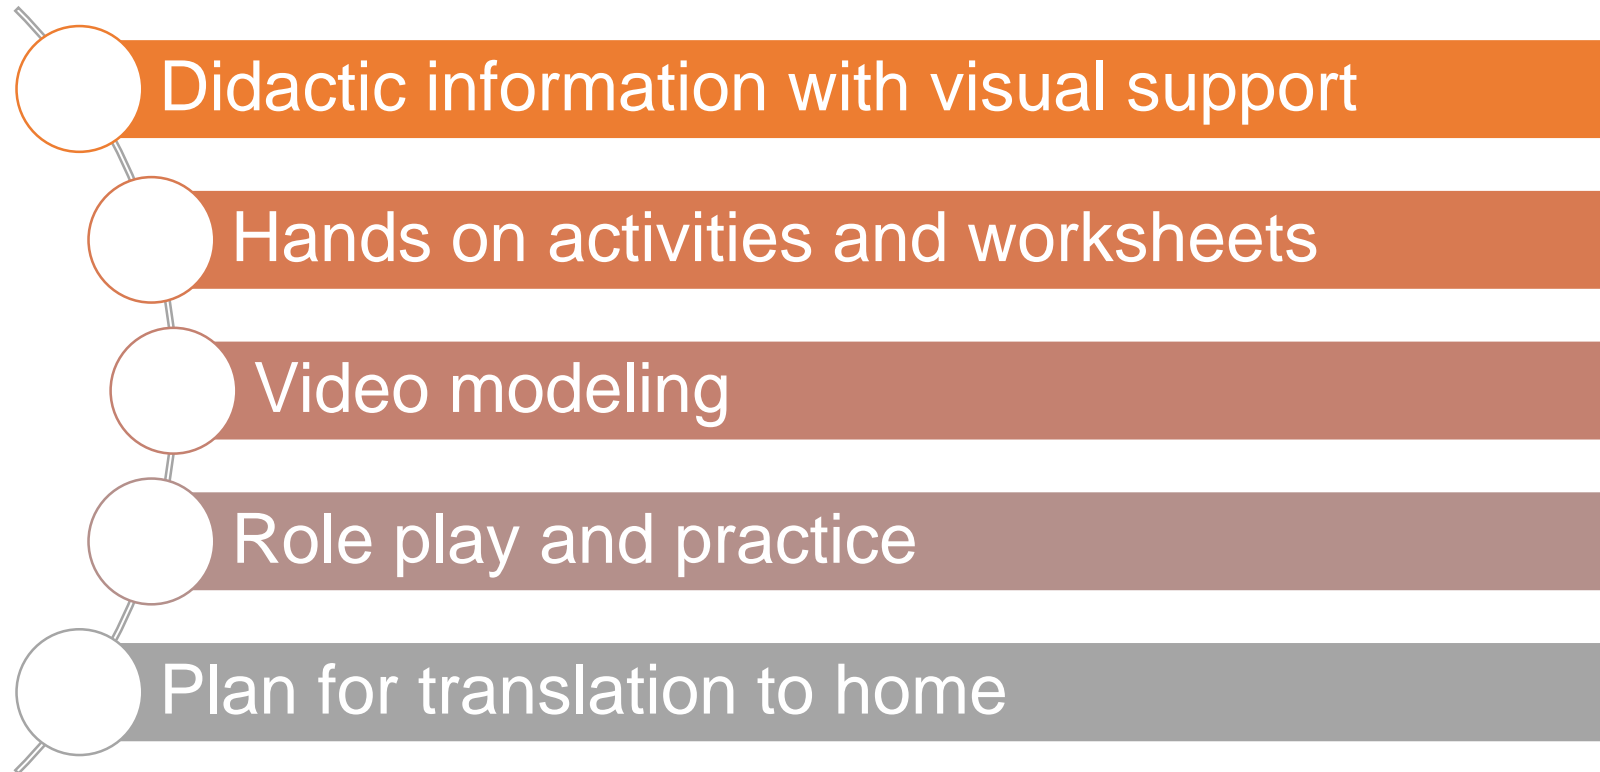 Didactic information with visual support
Hands on activities and worksheets
Video modeling
Role play and practice
Plan for translation to home